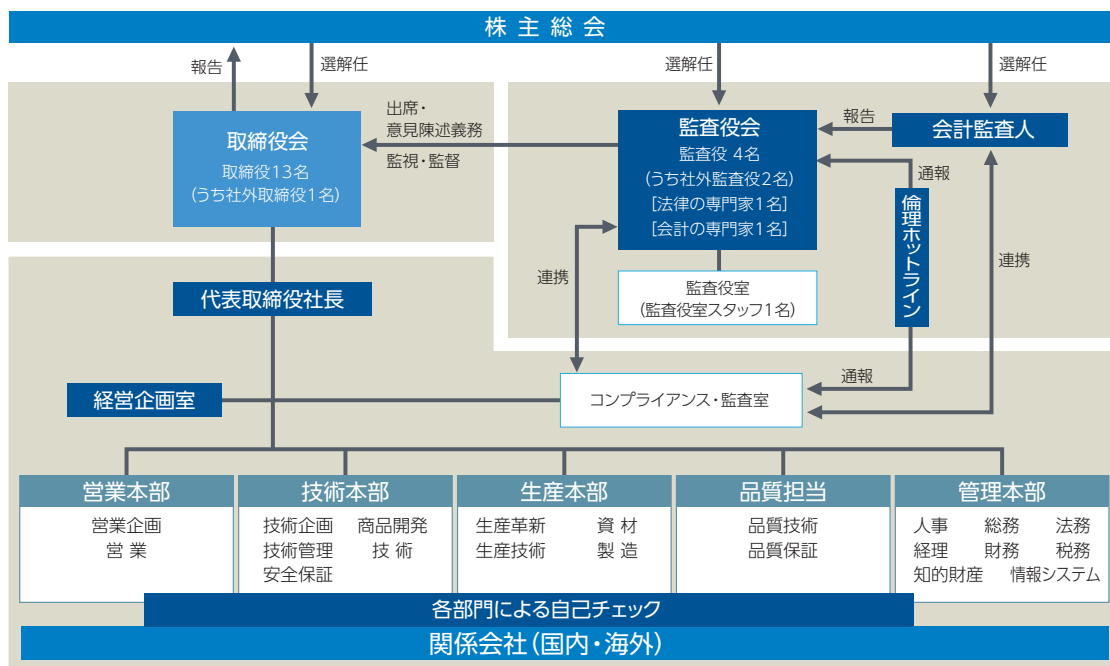 株主総会
報告
選解任
選解任
選解任
取締役会
取締役13名
(うち社外取締役1名)
出席・
意見陳述義務
監視・監督
監査役会
監査役 4名
(うち社外監査役2名)
[法律の専門家1名]
[会計の専門家1名]
報告
会計監査人
通報
倫理ホットライン
連携
連携
監査役室
(監査役室スタッフ1名)
代表取締役社長
経営企画室
コンプライアンス・監査室
通報
営業本部
営業企画
営業
技術本部
技術企画 商品開発
技術管理 技術
安全保証
生産本部
生産革新 資材
生産技術 製造
品質担当
品質技術
品質保証
管理本部
人事 総務 法務
経理 財務 税務
知的財産 情報システム
各部門による自己チェック
関係会社(国内・海外)